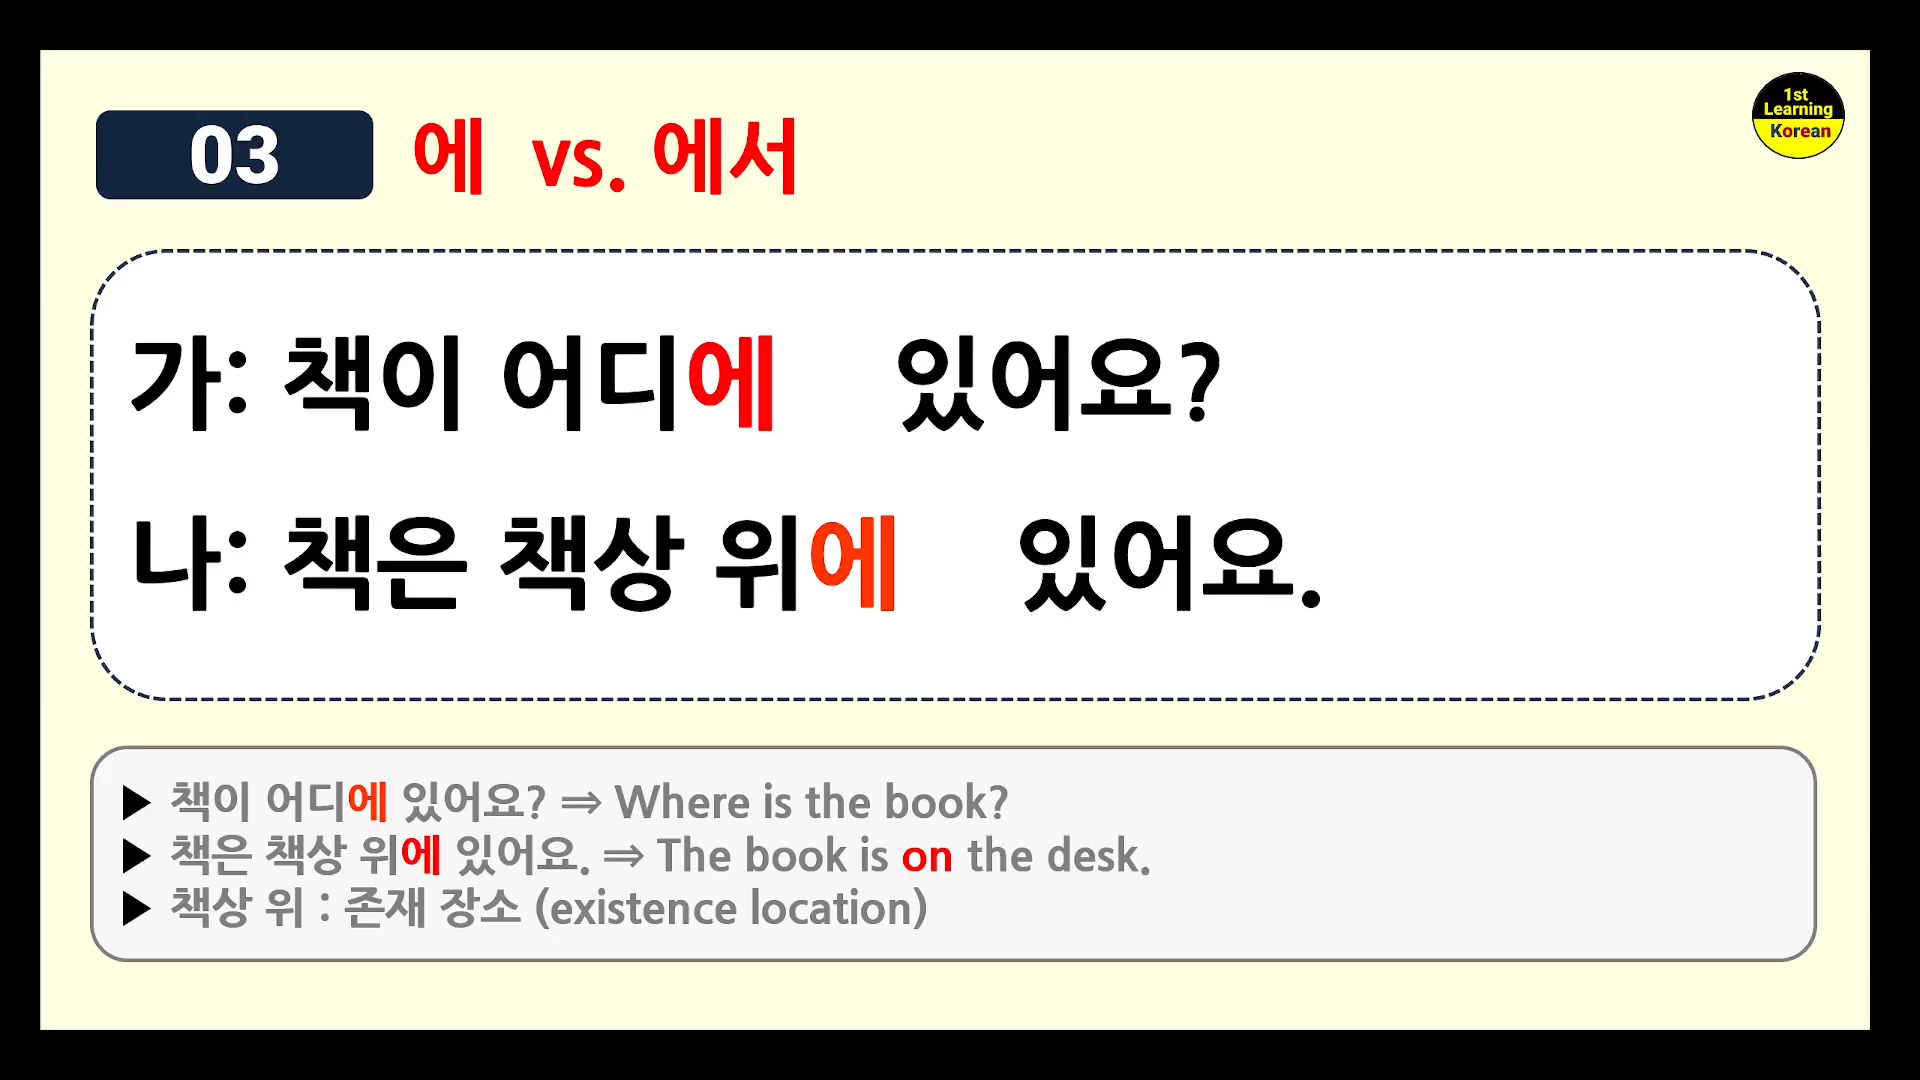 03 에 vs. 에서
1st
Learning
Korean
가: 책이 어디에 있어요?
나: 책은 책상 위에 있어요.
▶ 책이 어디에 있어요? ⇒ Where is the book?
▶ 책은 책상 위에 있어요. ⇒ The book is on the desk.
▶ 책상 위 : 존재 장소 (existence location)